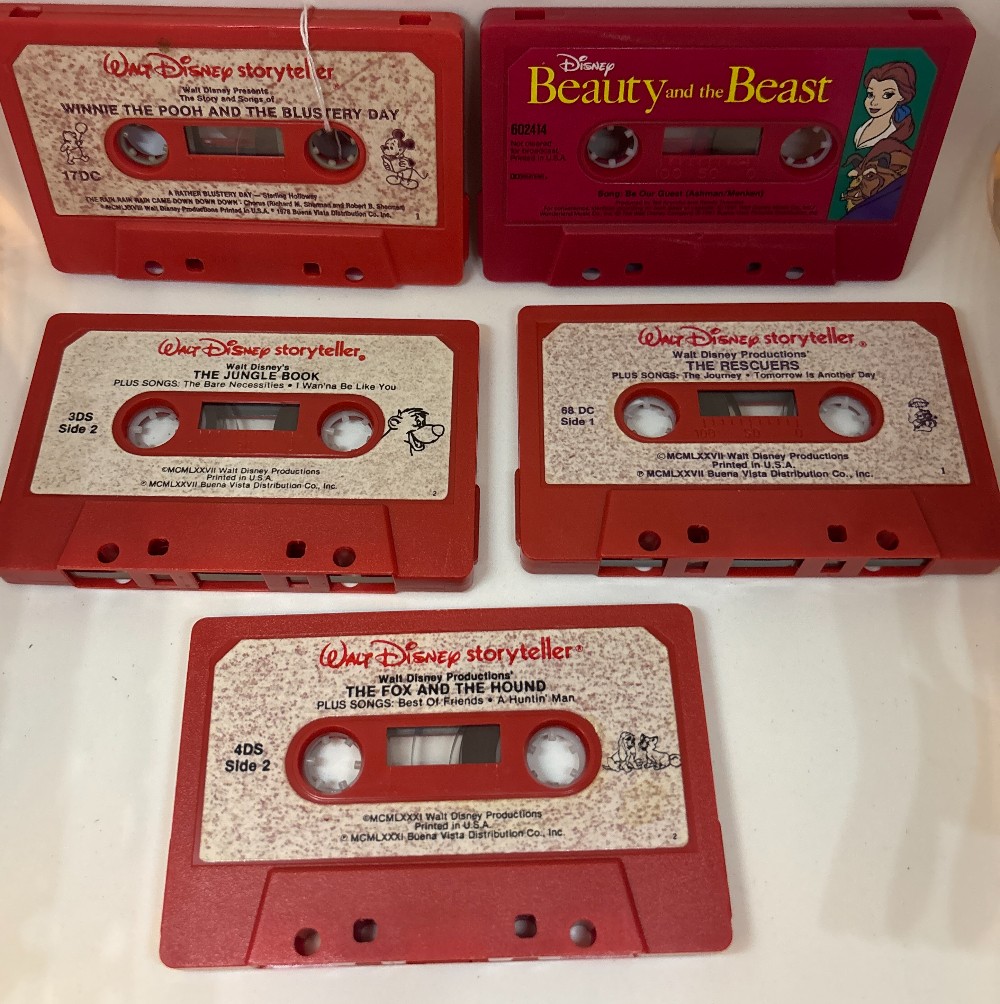 Walt Disney storyteller
Walt Disney Presents
The Story and Songs of
WINNIE THE POOH AND THE BLUSTERY DAY
17DC
A RATHER BLUSTERY DAY—Sterling Holloway
THE RAIN, RAIN, RAIN CAME DOWN, DOWN, DOWN, Chorus (Richard M. Sherman and Robert B. Sherman)
Walt Disney Productions Printed in U.S.A. ℗ 1978 Buena Vista Distribution Co., Inc.
1
Disney
Beauty and the Beast
602414
Printed in U.S.A.
Song: Be Our Guest (Ashman/Menken)
Walt Disney storyteller®
Walt Disney's
THE JUNGLE BOOK
PLUS SONGS: The Bare Necessities • I Wan'na Be Like You
3DS
Side 2
©MCMLXXVII Walt Disney Productions
Printed in U.S.A.
℗ MCMLXXVII Buena Vista Distribution Co., Inc.
2
Walt Disney storyteller®
Walt Disney Productions'
THE RESCUERS
PLUS SONGS: The Journey • Tomorrow Is Another Day
68 DC
Side 1
100 50 0
©MCMLXXVII Walt Disney Productions
Printed in U.S.A.
℗ MCMLXXVII Buena Vista Distribution Co., Inc.
1
Walt Disney storyteller®
Walt Disney Productions'
THE FOX AND THE HOUND
PLUS SONGS: Best Of Friends • A Huntin' Man
4DS
Side 2
©MCMLXXXI Walt Disney Productions
Printed in U.S.A.
℗ MCMLXXXI Buena Vista Distribution Co., Inc.
2